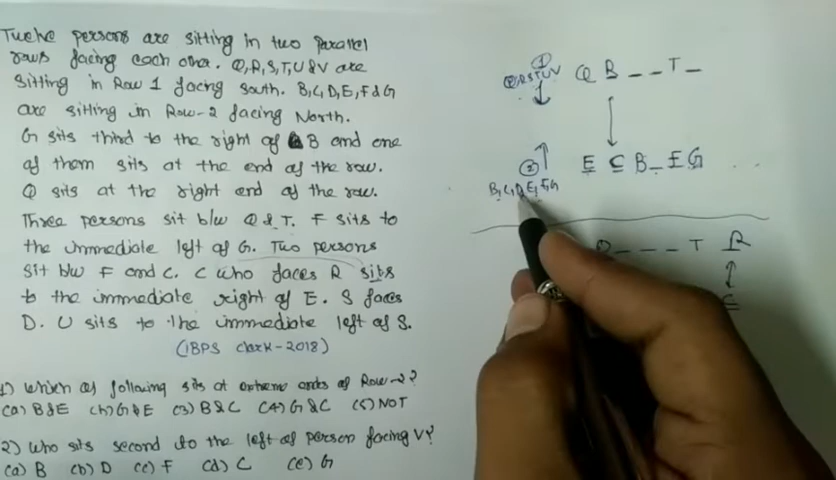 Twelve persons are sitting in two Parallel
rows facing each other. Q,R,S,T,U & V are
sitting in Row 1 facing south. B,C,D,E,F & G
are sitting in Row-2 facing North.
G sits third to the right of B and one
of them sits at the end of the row.
Q sits at the right end of the row.
Three persons sit b/w Q & T. F sits to
the immediate left of G. Two persons
sit b/w F and C. C who faces R sits
to the immediate right of E. S faces
D. U sits to the immediate left of S.
(IBPS clerk-2018)
1) Which of following sits at extreme ends of Row-2?
(a) B&E (b) G&E (3) B&C (4) G&C (5) NOT
2) Who sits second to the left of person facing V?
(a) B (b) D (c) F (d) C (e) G
1
QRSTUV
Q R _ _ T _
2
B,C,D,E,F,G
E C B _ F G
_ _ _ T R